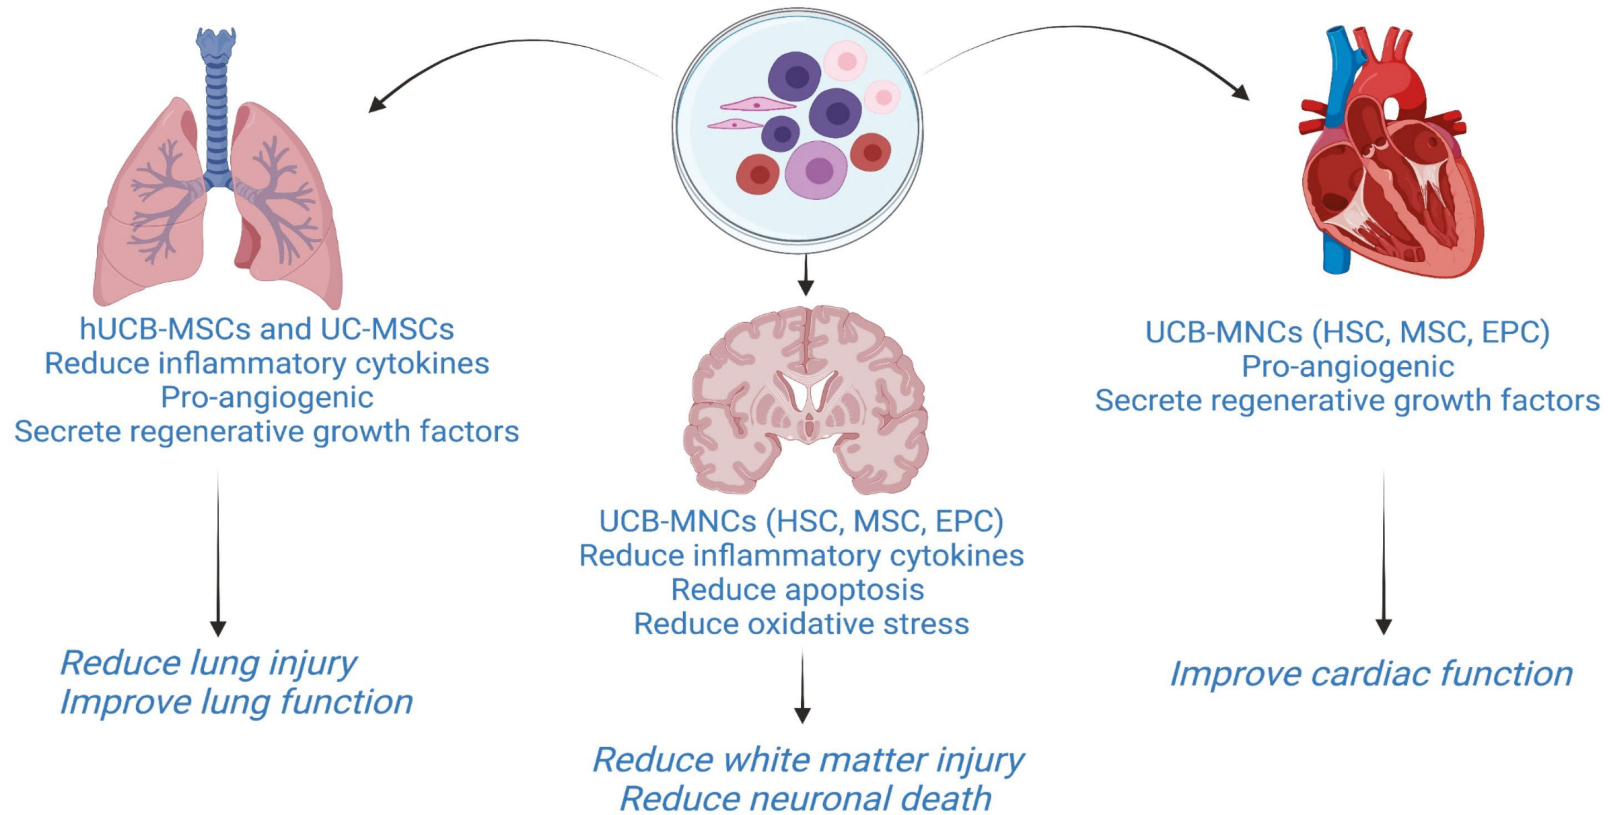 hUCB-MSCs and UC-MSCs
Reduce inflammatory cytokines
Pro-angiogenic
Secrete regenerative growth factors
Reduce lung injury
Improve lung function
UCB-MNCs (HSC, MSC, EPC)
Reduce inflammatory cytokines
Reduce apoptosis
Reduce oxidative stress
Reduce white matter injury
Reduce neuronal death
UCB-MNCs (HSC, MSC, EPC)
Pro-angiogenic
Secrete regenerative growth factors
Improve cardiac function